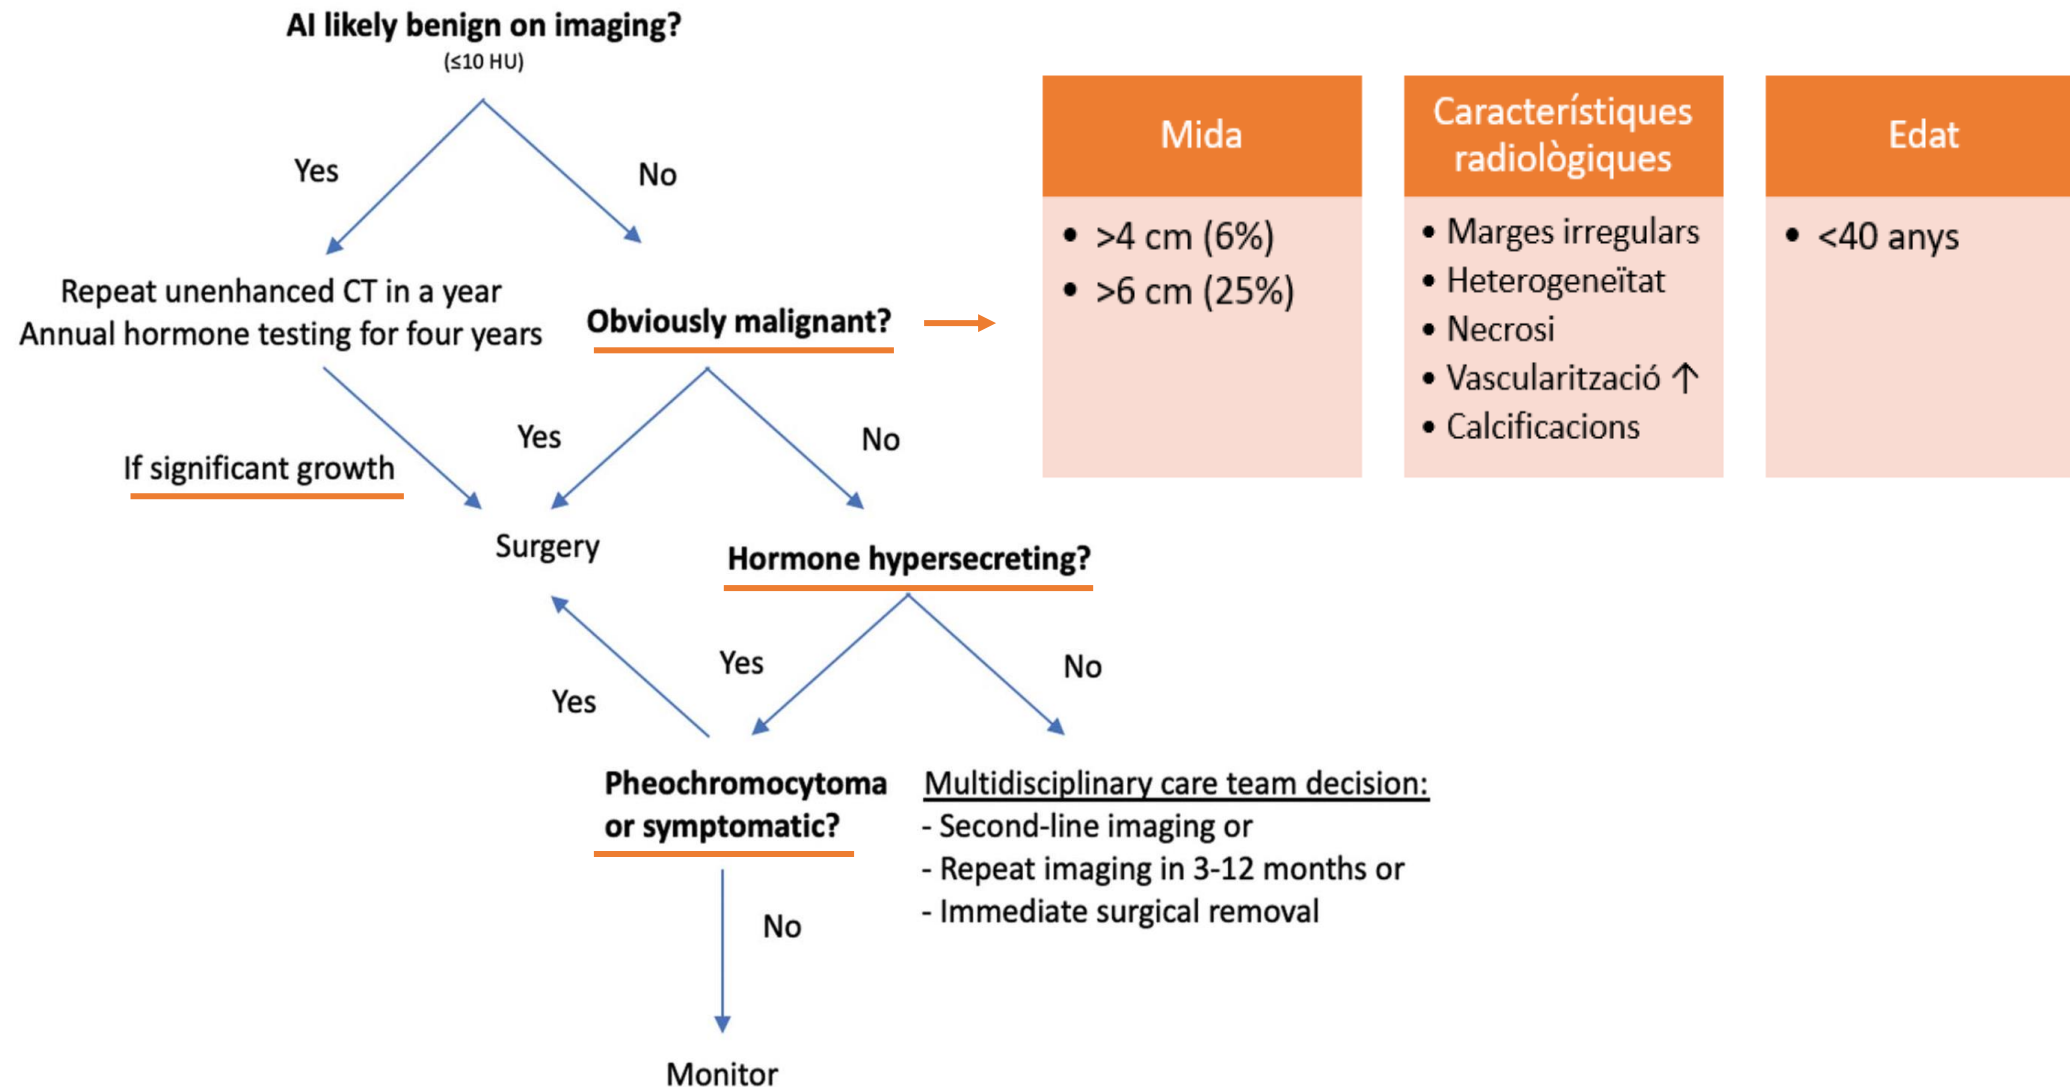 AI likely benign on imaging?
(≤10 HU)
Yes
No
Repeat unenhanced CT in a year
Annual hormone testing for four years
Obviously malignant?
Mida
• >4 cm (6%)
• >6 cm (25%)
Característiques
radiològiques
• Marges irregulars
• Heterogeneïtat
• Necrosi
• Vascularització ↑
• Calcificacions
Edat
• <40 anys
If significant growth
Yes
No
Surgery
Hormone hypersecreting?
Yes
Yes
No
Pheochromocytoma
or symptomatic?
Multidisciplinary care team decision:
- Second-line imaging or
- Repeat imaging in 3-12 months or
- Immediate surgical removal
No
Monitor